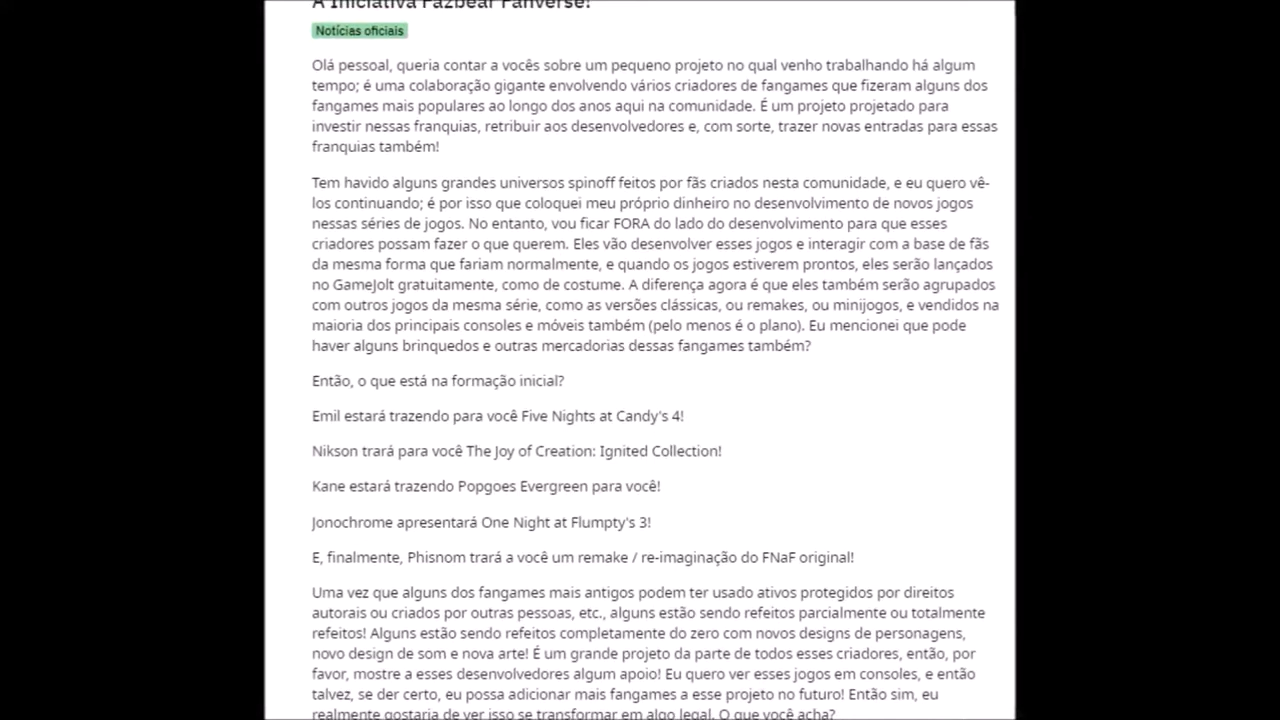 A Iniciativa Fazbear Fanverse!
Notícias oficiais
Olá pessoal, queria contar a vocês sobre um pequeno projeto no qual venho trabalhando há algum
tempo; é uma colaboração gigante envolvendo vários criadores de fangames que fizeram alguns dos
fangames mais populares ao longo dos anos aqui na comunidade. É um projeto projetado para
investir nessas franquias, retribuir aos desenvolvedores e, com sorte, trazer novas entradas para essas
franquias também!
Tem havido alguns grandes universos spinoff feitos por fãs criados nesta comunidade, e eu quero vê-
los continuando; é por isso que coloquei meu próprio dinheiro no desenvolvimento de novos jogos
nessas séries de jogos. No entanto, vou ficar FORA do lado do desenvolvimento para que esses
criadores possam fazer o que querem. Eles vão desenvolver esses jogos e interagir com a base de fãs
da mesma forma que fariam normalmente, e quando os jogos estiverem prontos, eles serão lançados
no GameJolt gratuitamente, como de costume. A diferença agora é que eles também serão agrupados
com outros jogos da mesma série, como as versões clássicas, ou remakes, ou minijogos, e vendidos na
maioria dos principais consoles e móveis também (pelo menos é o plano). Eu mencionei que pode
haver alguns brinquedos e outras mercadorias dessas fangames também?
Então, o que está na formação inicial?
Emil estará trazendo para você Five Nights at Candy's 4!
Nikson trará para você The Joy of Creation: Ignited Collection!
Kane estará trazendo Popgoes Evergreen para você!
Jonochrome apresentará One Night at Flumpty's 3!
E, finalmente, Phisnom trará a você um remake / re-imaginação do FNaF original!
Uma vez que alguns dos fangames mais antigos podem ter usado ativos protegidos por direitos
autorais ou criados por outras pessoas, etc., alguns estão sendo refeitos parcialmente ou totalmente
refeitos! Alguns estão sendo refeitos completamente do zero com novos designs de personagens,
novo design de som e nova arte! É um grande projeto da parte de todos esses criadores, então, por
favor, mostre a esses desenvolvedores algum apoio! Eu quero ver esses jogos em consoles, e então
talvez, se der certo, eu possa adicionar mais fangames a esse projeto no futuro! Então sim, eu
realmente gostaria de ver isso se transformar em algo legal. O que você acha?